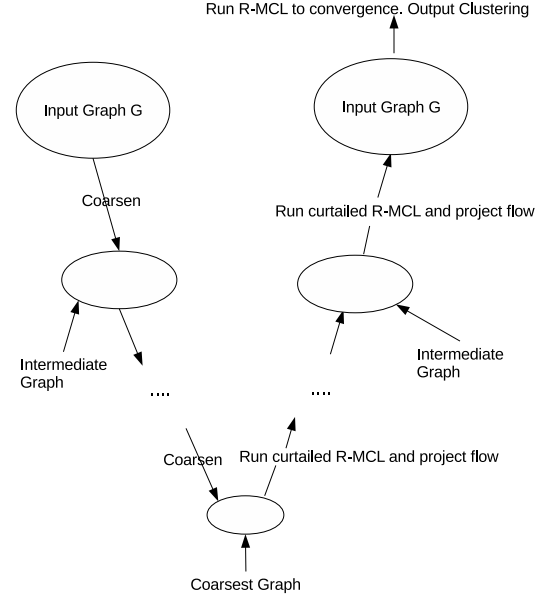 Run R-MCL to convergence. Output Clustering
Input Graph G
Input Graph G
Coarsen
Run curtailed R-MCL and project flow
Intermediate
Graph
Intermediate
Graph
....
....
Coarsen
Run curtailed R-MCL and project flow
Coarsest Graph